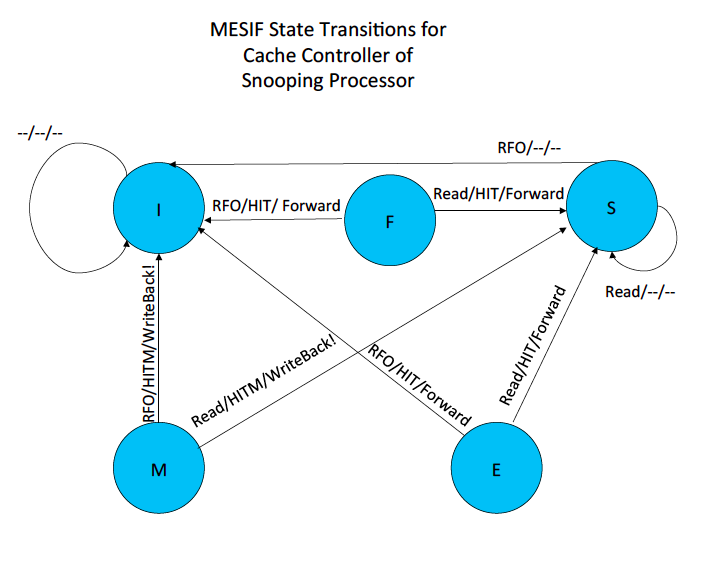 MESIF State Transitions for
Cache Controller of
Snooping Processor
--/--/--
RFO/--/--
I
RFO/HIT/ Forward
F
Read/HIT/Forward
S
Read/--/--
RFO/HITM/WriteBack!
Read/HITM/WriteBack!
RFO/HIT/Forward
Read/HIT/Forward
M
E